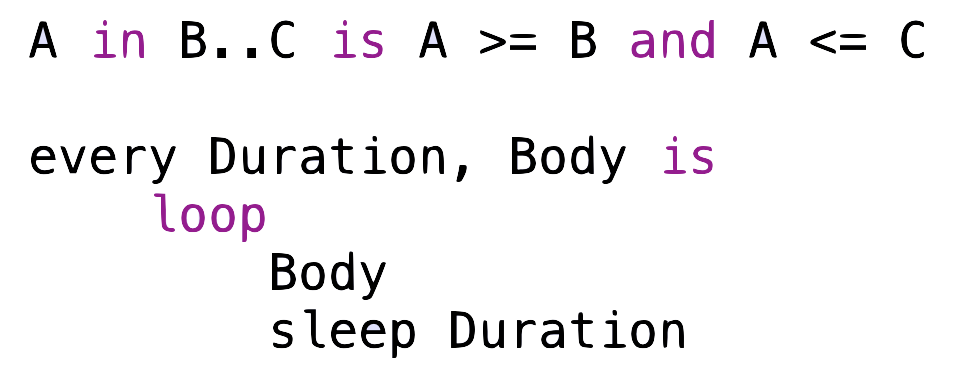 A in B..C is A >= B and A <= C
every Duration, Body is
loop
Body
sleep Duration